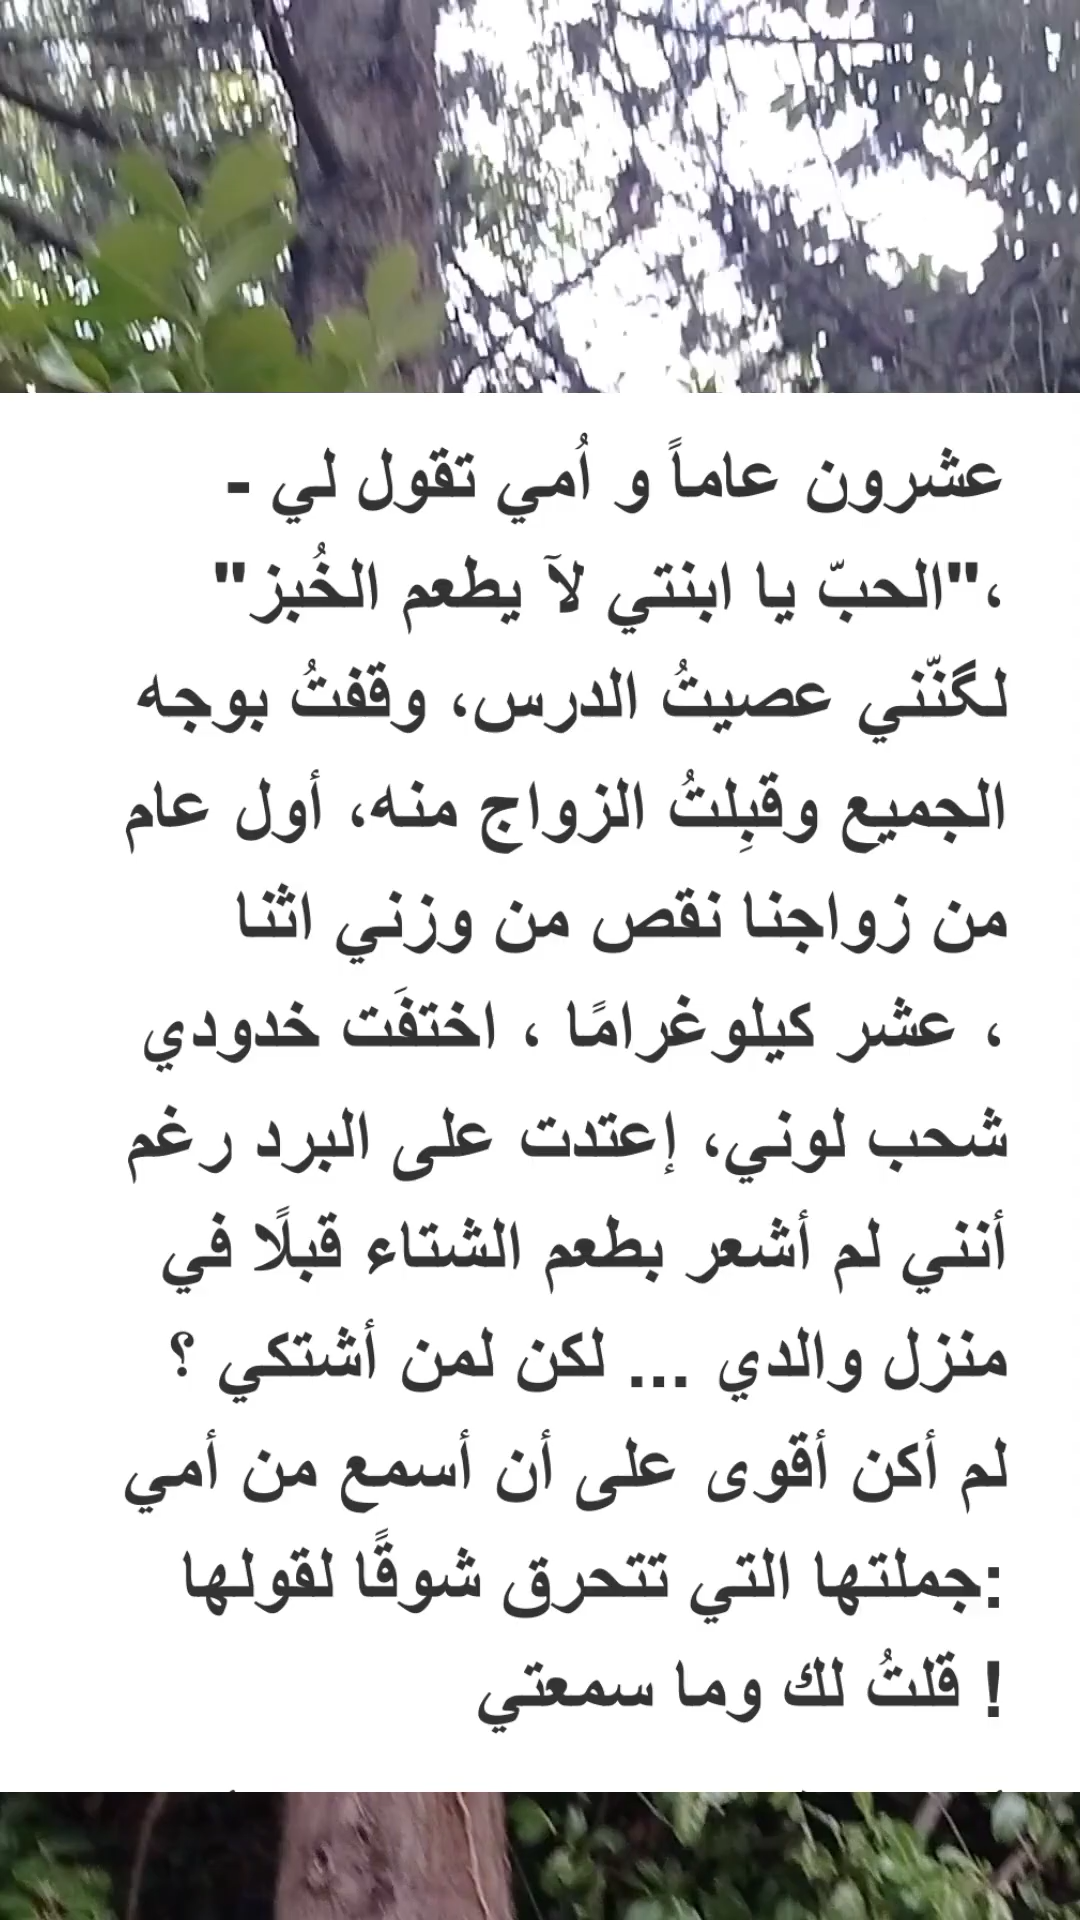 عشرون عاماً و اُمي تقول لي -
،"الحبّ يا ابنتي لآ يطعم الخُبز"
لگنّني عصيتُ الدرس، وقفتُ بوجه
الجميع وقبِلتُ الزواج منه، أول عام
من زواجنا نقص من وزني اثنا
، عشر كيلوغرامًا ، اختفَت خدودي
شحب لوني، إعتدت على البرد رغم
أنني لم أشعر بطعم الشتاء قبلًا في
منزل والدي ... لكن لمن أشتكي ؟
لم أكن أقوى على أن أسمع من أمي
:جملتها التي تتحرق شوقًا لقولها
! قلتُ لك وما سمعتي